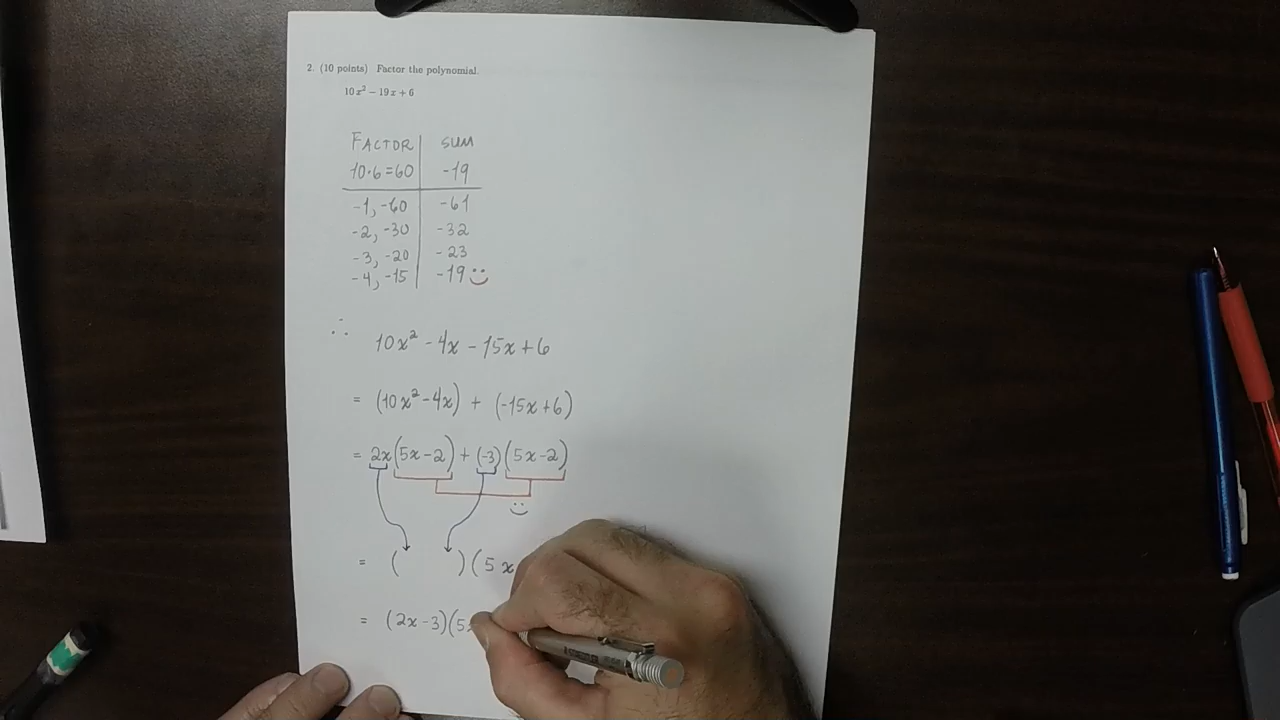 2. (10 points) Factor the polynomial.
10x² − 19x + 6
FACTOR SUM
10·6=60 -19
-1, -60 -61
-2, -30 -32
-3, -20 -23
-4, -15 -19
∴ 10x² - 4x - 15x + 6
= (10x² - 4x) + (-15x + 6)
= 2x(5x - 2) + (-3)(5x - 2)
= ( )(5x
= (2x - 3)(5x
STAEDTLER